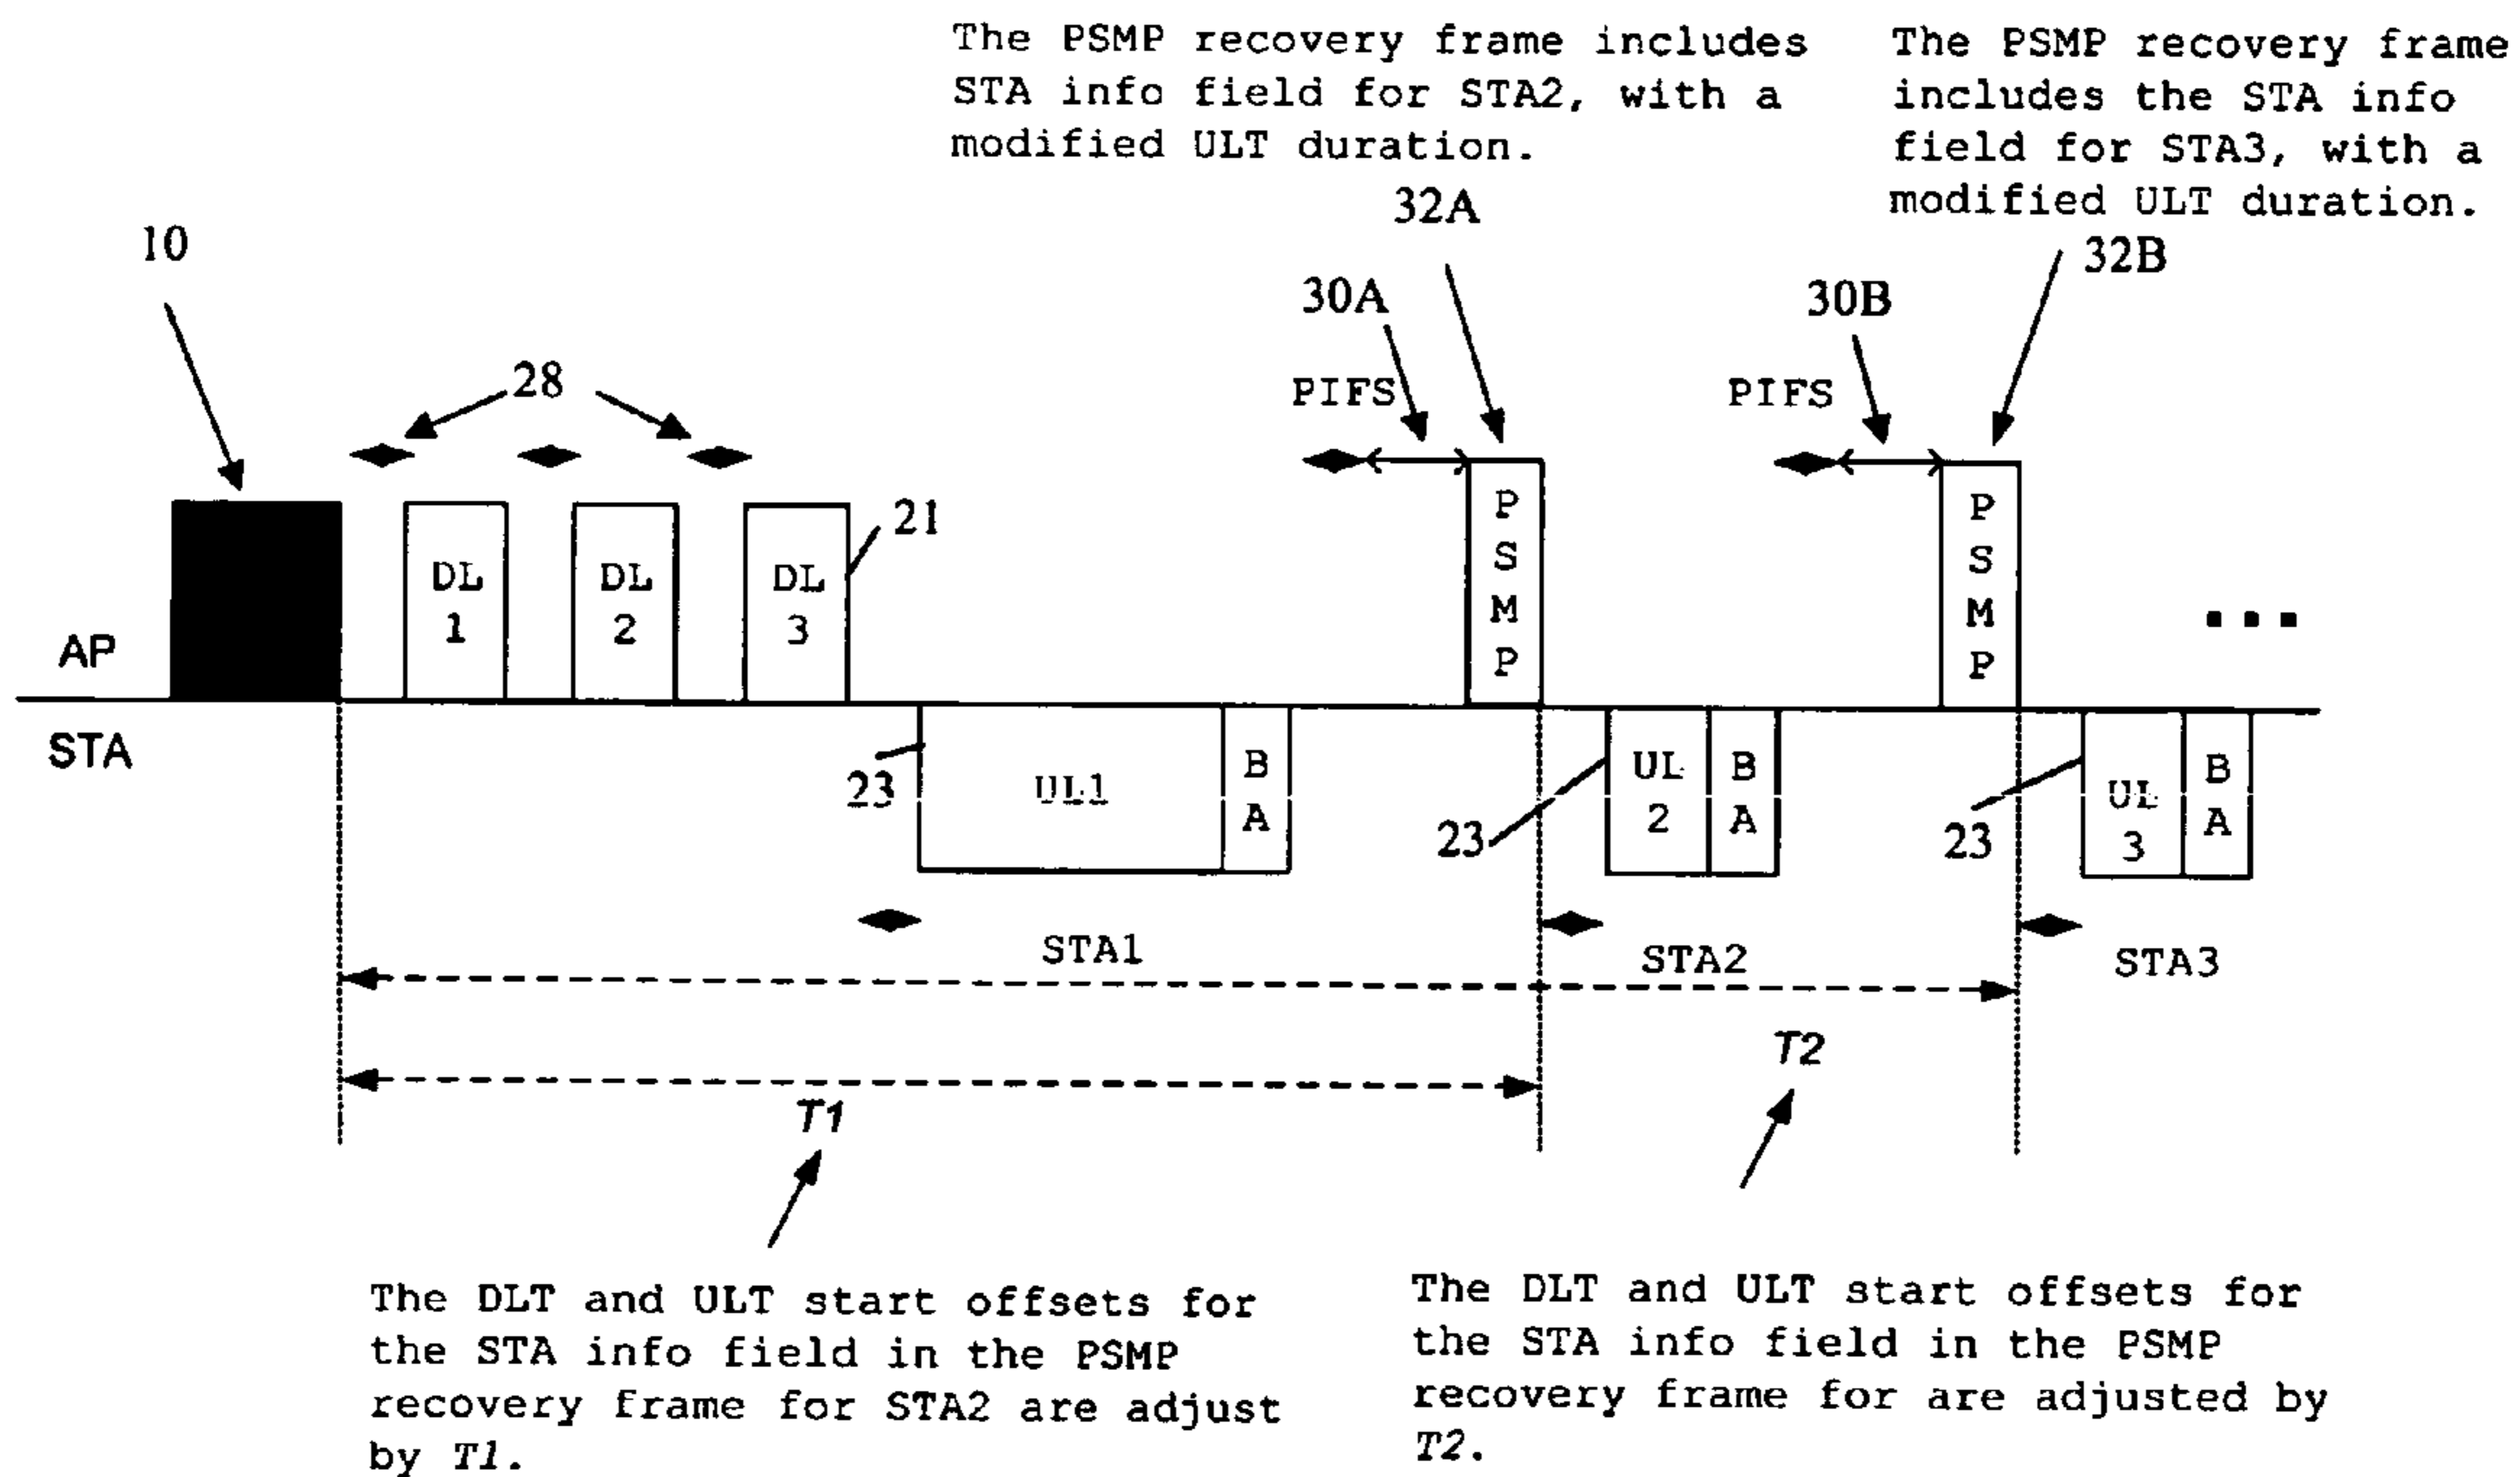 The PSMP recovery frame includes
STA info field for STA2, with a
modified ULT duration.
32A
The PSMP recovery frame
includes the STA info
field for STA3, with a
modified ULT duration.
32B
10
28
30A
PIFS
30B
PIFS
21
AP
STA
DL
1
DL
2
DL
3
P
S
M
P
P
S
M
P
23
UL1
B
A
23
UL
2
B
A
23
UL
3
B
A
STA1
STA2
STA3
T2
T1
The DLT and ULT start offsets for
the STA info field in the PSMP
recovery frame for STA2 are adjust
by T1.
The DLT and ULT start offsets for
the STA info field in the PSMP
recovery frame for are adjusted by
T2.